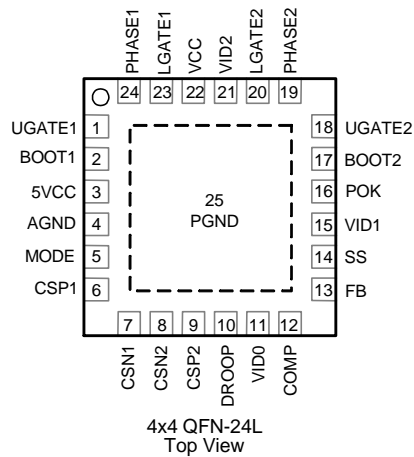 PHASE1
LGATE1
VCC
VID2
LGATE2
PHASE2
24 23 22 21 20 19
UGATE1 1
BOOT1 2
5VCC 3
AGND 4
MODE 5
CSP1 6
25
PGND
18 UGATE2
17 BOOT2
16 POK
15 VID1
14 SS
13 FB
7 8 9 10 11 12
CSN1
CSN2
CSP2
DROOP
VID0
COMP
4x4 QFN-24L
Top View